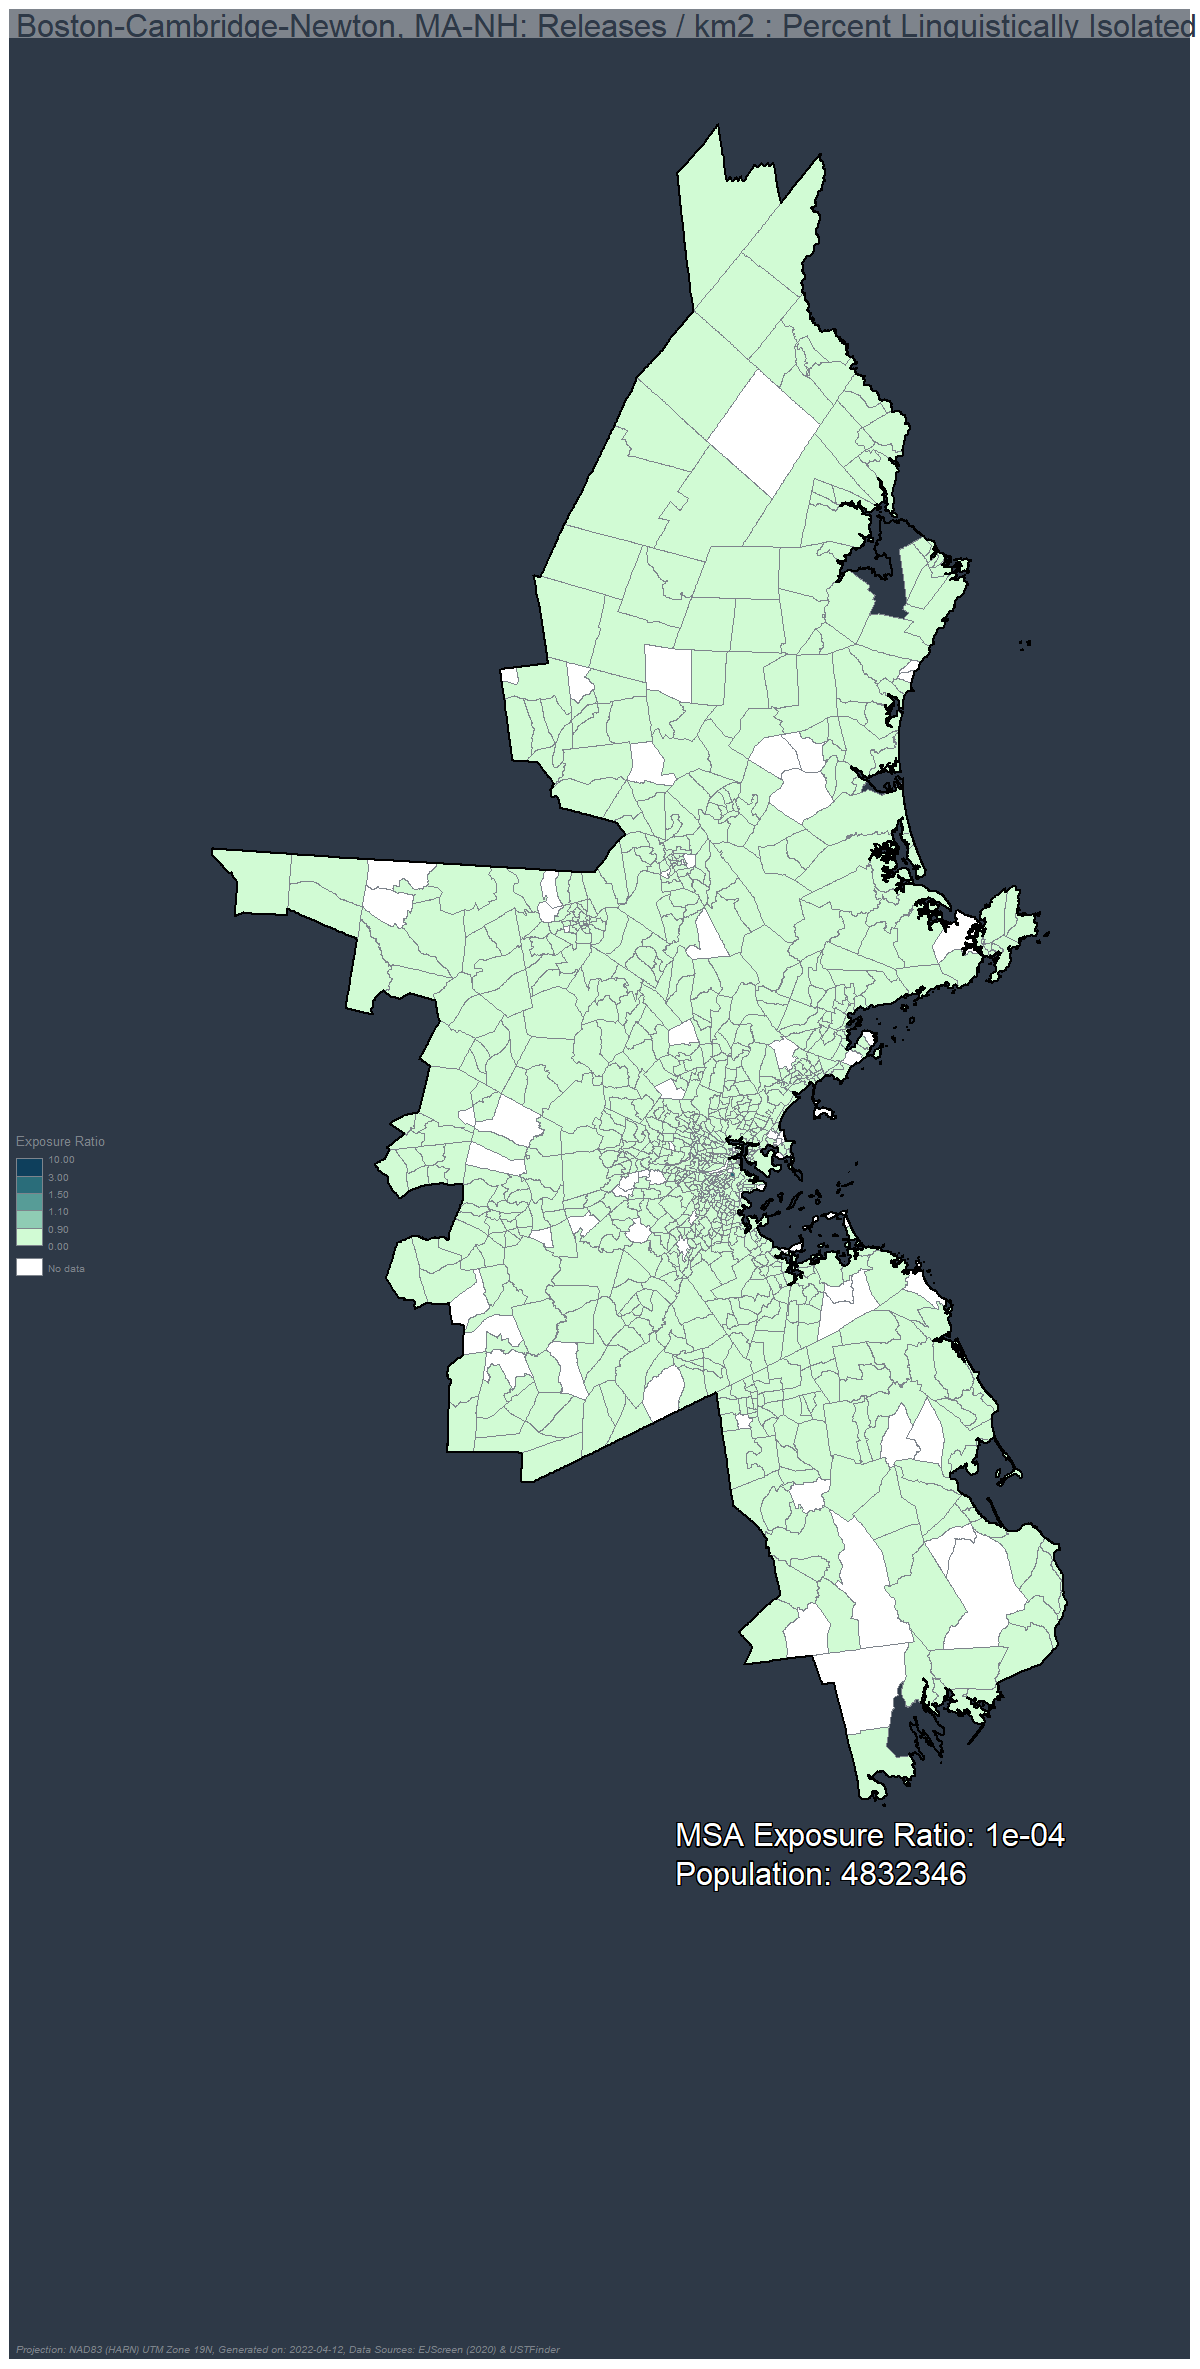 Boston-Cambridge-Newton, MA-NH: Releases / km2 : Percent Linguistically Isolated
Exposure Ratio
10.00
3.00
1.50
1.10
0.90
0.00
No data
MSA Exposure Ratio: 1e-04
Population: 4832346
Projection: NAD83 (HARN) UTM Zone 19N, Generated on: 2022-04-12, Data Sources: EJScreen (2020) & USTFinder